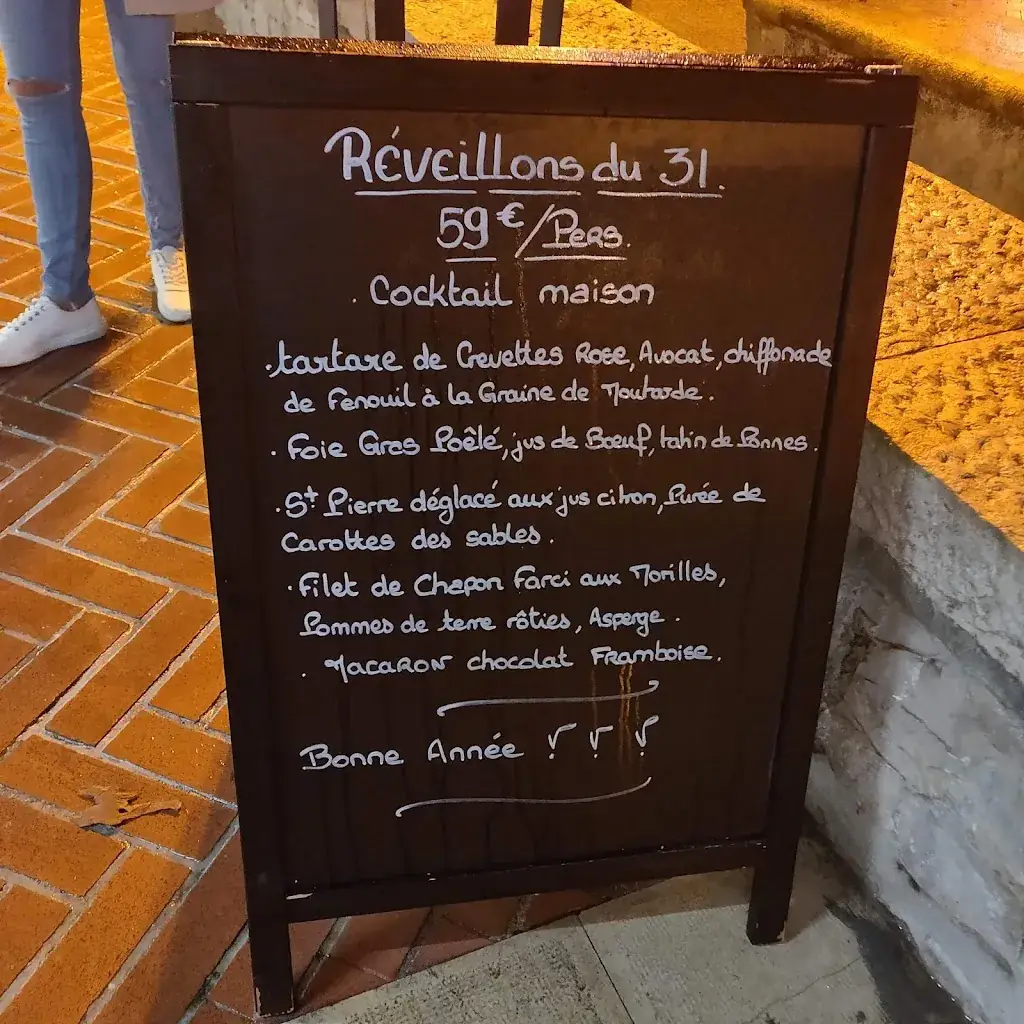 Réveillons du 31.
59€/Pers.
. Cocktail maison
. tartare de Crevettes Rose, Avocat, chiffonade
de Fenouil à la Graine de Moutarde.
. Foie Gras Poêlé, jus de Bœuf, tatin de Pommes.
. St Pierre déglacé aux jus citron, Purée de
Carottes des sables.
. Filet de Chapon Farci aux Morilles,
Pommes de terre rôties, Asperge.
. Macaron chocolat Framboise.
Bonne Année ! ! !